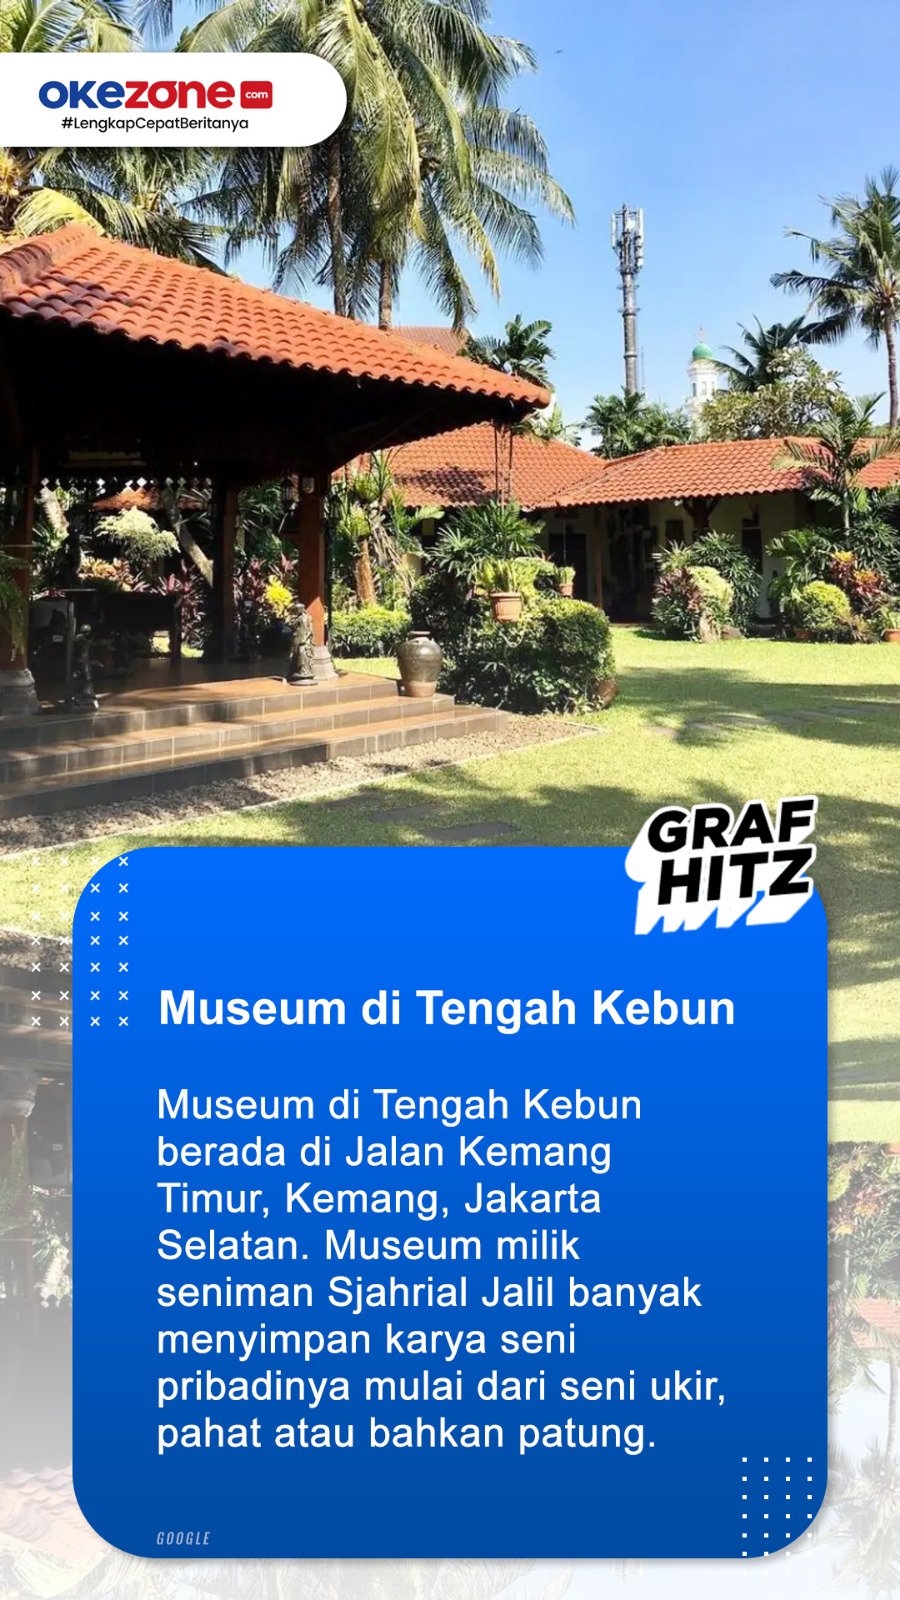 OKEZONE.com
#LengkapCepatBeritanya
GRAF
HITZ
Museum di Tengah Kebun
Museum di Tengah Kebun
berada di Jalan Kemang
Timur, Kemang, Jakarta
Selatan. Museum milik
seniman Sjahrial Jalil banyak
menyimpan karya seni
pribadinya mulai dari seni ukir,
pahat atau bahkan patung.
GOOGLE